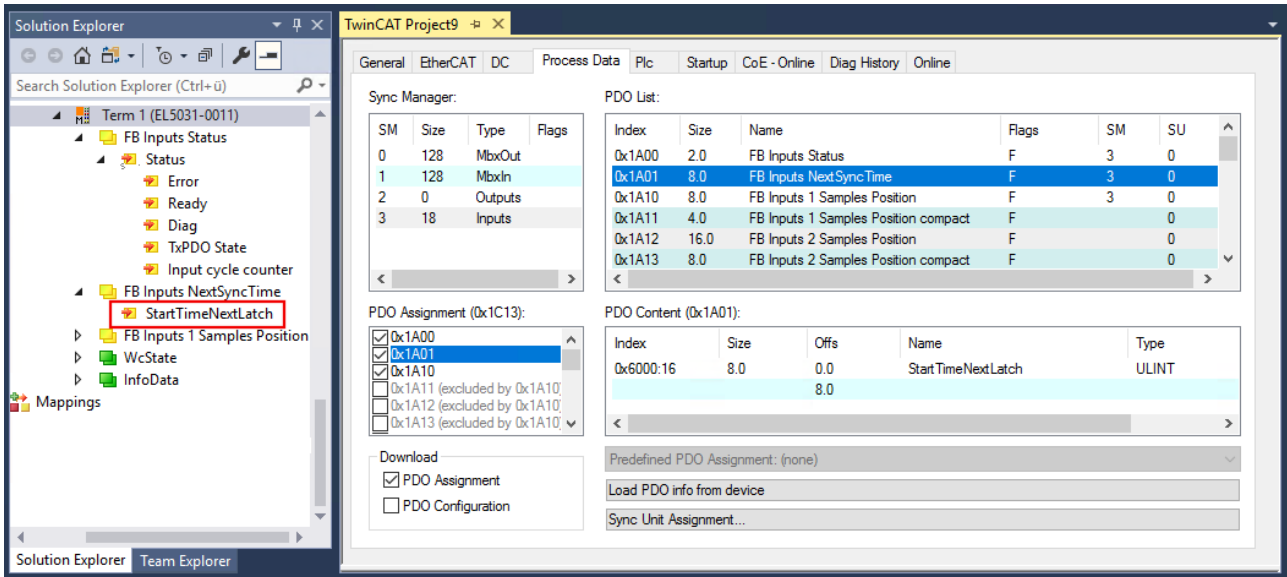 Solution Explorer
Search Solution Explorer (Ctrl+ü)
Term 1 (EL5031-0011)
FB Inputs Status
Status
Error
Ready
Diag
TxPDO State
Input cycle counter
FB Inputs NextSyncTime
StartTimeNextLatch
FB Inputs 1 Samples Position
WcState
InfoData
Mappings
Solution Explorer Team Explorer
TwinCAT Project9
General EtherCAT DC Process Data Plc Startup CoE - Online Diag History Online
Sync Manager:
SM Size Type Flags
0 128 MbxOut
1 128 MbxIn
2 0 Outputs
3 18 Inputs
PDO List:
Index Size Name Flags SM SU
0x1A00 2.0 FB Inputs Status F 3 0
0x1A01 8.0 FB Inputs NextSyncTime F 3 0
0x1A10 8.0 FB Inputs 1 Samples Position F 3 0
0x1A11 4.0 FB Inputs 1 Samples Position compact F 0
0x1A12 16.0 FB Inputs 2 Samples Position F 0
0x1A13 8.0 FB Inputs 2 Samples Position compact F 0
PDO Assignment (0x1C13):
0x1A00
0x1A01
0x1A10
0x1A11 (excluded by 0x1A10)
0x1A12 (excluded by 0x1A10)
0x1A13 (excluded by 0x1A10)
PDO Content (0x1A01):
Index Size Offs Name Type
0x6000:16 8.0 0.0 StartTimeNextLatch ULINT
8.0
Download
PDO Assignment
PDO Configuration
Predefined PDO Assignment: (none)
Load PDO info from device
Sync Unit Assignment...